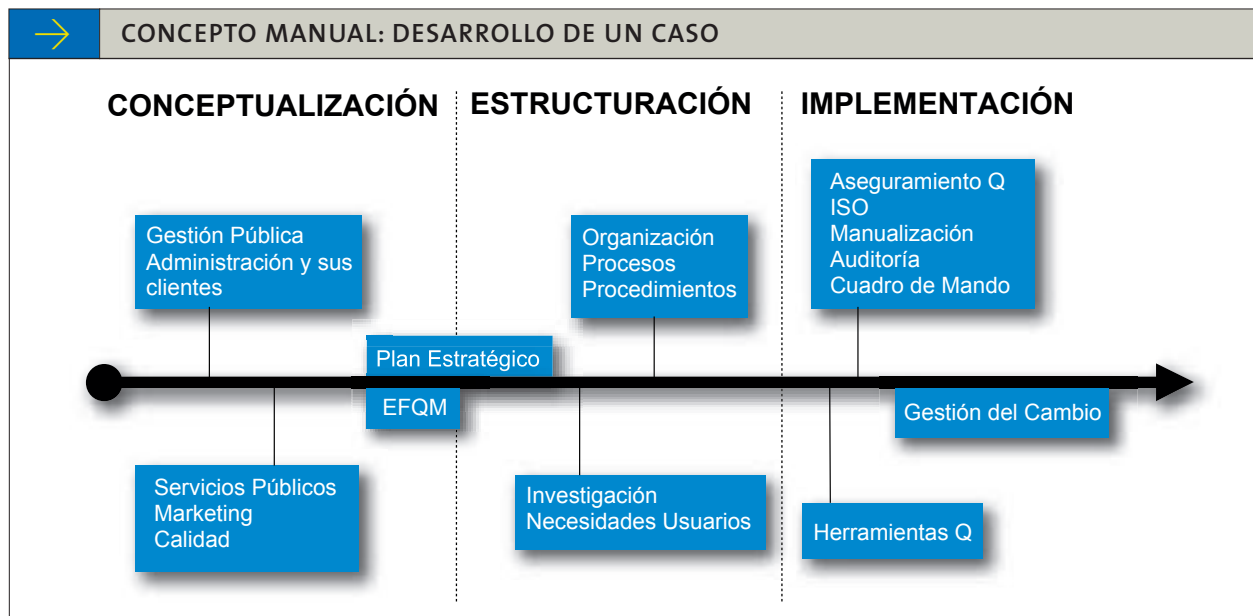 CONCEPTO MANUAL: DESARROLLO DE UN CASO
CONCEPTUALIZACIÓN
ESTRUCTURACIÓN
IMPLEMENTACIÓN
Gestión Pública
Administración y sus
clientes
Organización
Procesos
Procedimientos
Aseguramiento Q
ISO
Manualización
Auditoría
Cuadro de Mando
Plan Estratégico
EFQM
Gestión del Cambio
Servicios Públicos
Marketing
Calidad
Investigación
Necesidades Usuarios
Herramientas Q